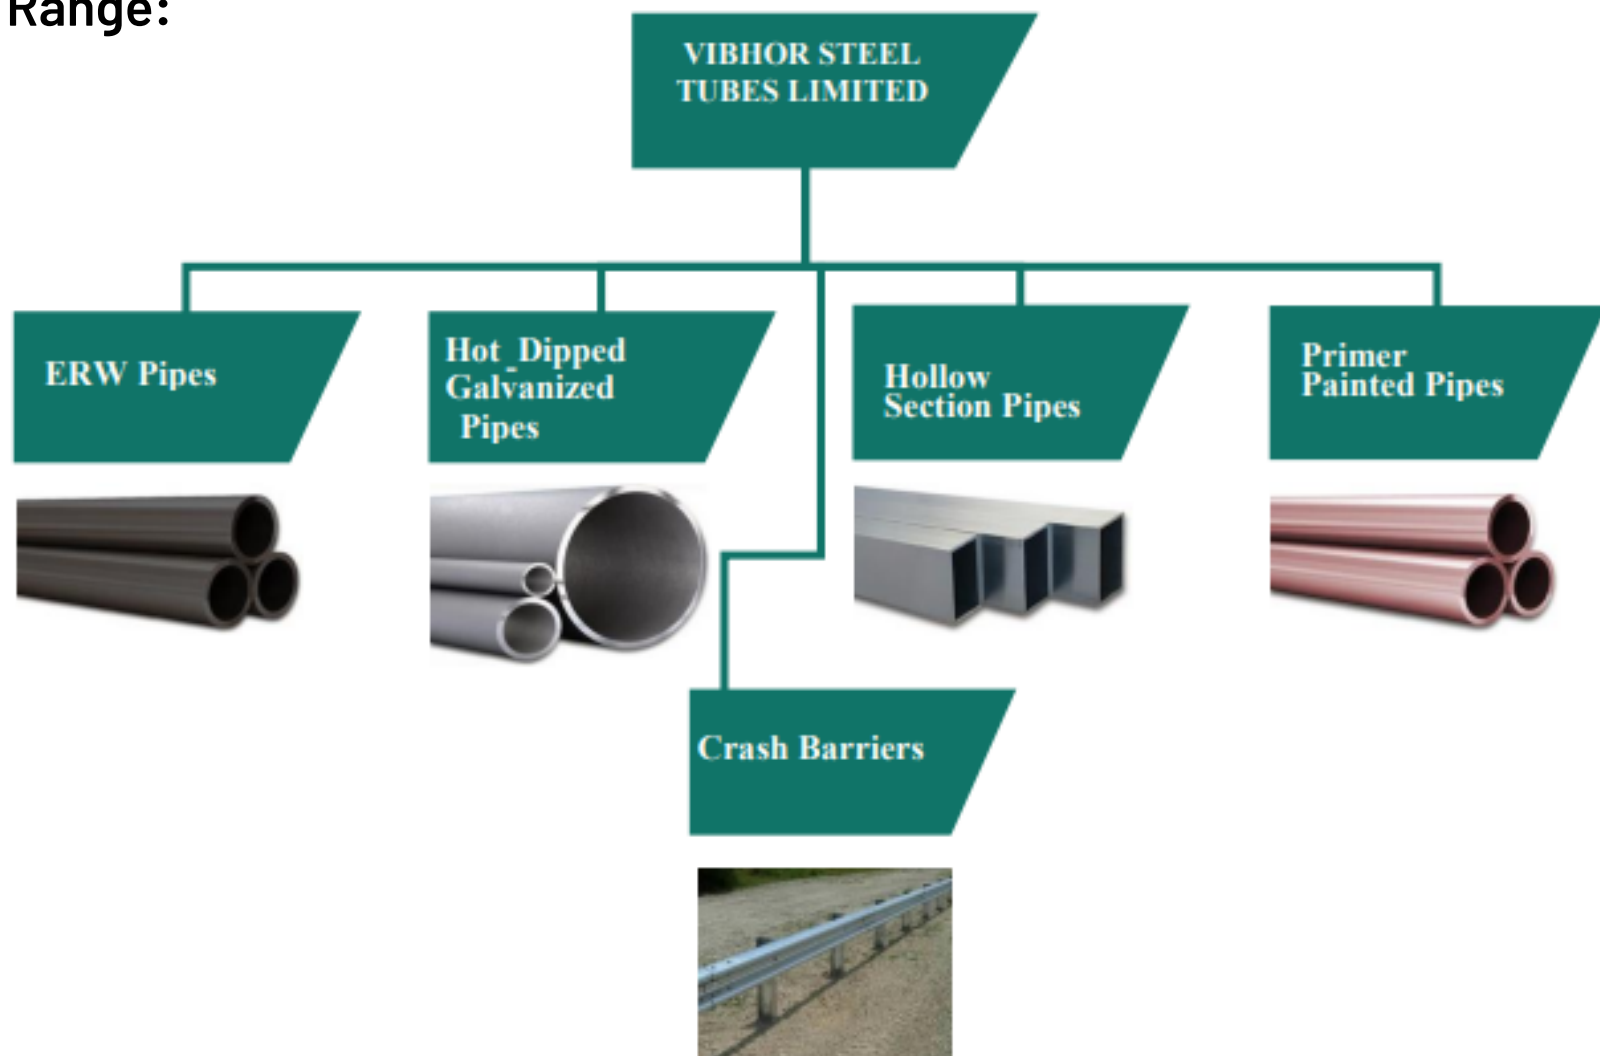 Range:
VIBHOR STEEL
TUBES LIMITED
ERW Pipes
Hot_Dipped
Galvanized
Pipes
Hollow
Section Pipes
Primer
Painted Pipes
Crash Barriers